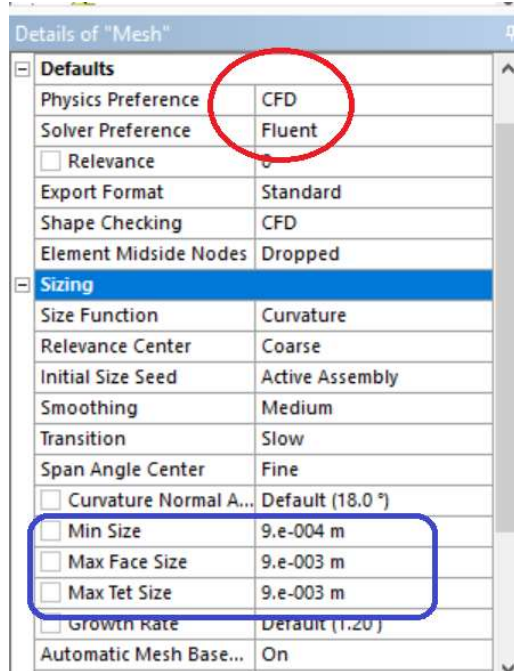 Details of "Mesh"
Defaults
Physics Preference CFD
Solver Preference Fluent
Relevance 0
Export Format Standard
Shape Checking CFD
Element Midside Nodes Dropped
Sizing
Size Function Curvature
Relevance Center Coarse
Initial Size Seed Active Assembly
Smoothing Medium
Transition Slow
Span Angle Center Fine
Curvature Normal A... Default (18.0 °)
Min Size 9.e-004 m
Max Face Size 9.e-003 m
Max Tet Size 9.e-003 m
Growth Rate Default (1.20 )
Automatic Mesh Base... On